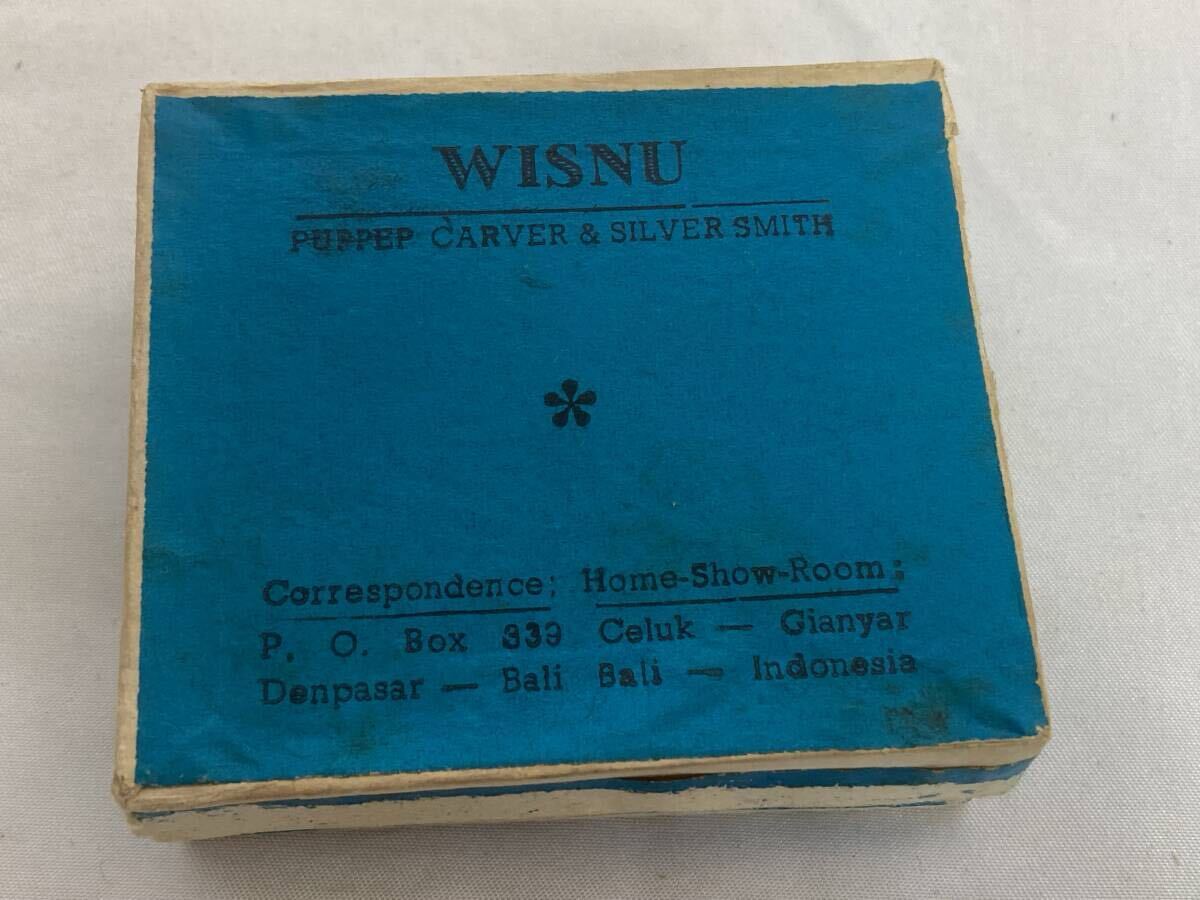 WISNU
PUPPEP CARVER & SILVER SMITH
*
Correspondence; Home-Show-Room;
P. O. Box 339 Celuk — Gianyar
Denpasar — Bali Bali — Indonesia